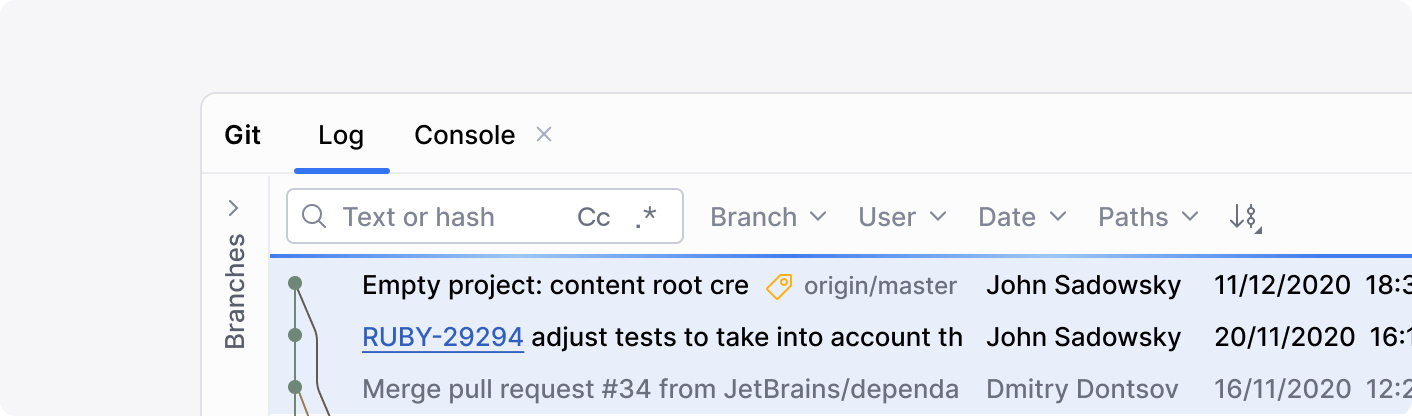 Git Log Console
Text or hash Cc .* Branch User Date Paths
Branches
Empty project: content root cre origin/master John Sadowsky 11/12/2020 18:3
RUBY-29294 adjust tests to take into account th John Sadowsky 20/11/2020 16:1
Merge pull request #34 from JetBrains/dependa Dmitry Dontsov 16/11/2020 12:2